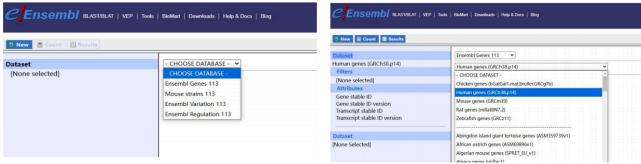 e!Ensembl BLAST/BLAT | VEP | Tools | BioMart | Downloads | Help & Docs | Blog
New Count Results
Dataset
[None selected]
- CHOOSE DATABASE -
- CHOOSE DATABASE -
Ensembl Genes 113
Mouse strains 113
Ensembl Variation 113
Ensembl Regulation 113
e!Ensembl BLAST/BLAT | VEP | Tools | BioMart | Downloads | Help & Docs | Blog
New Count Results
Dataset
Human genes (GRCh38.p14)
Filters
[None selected]
Attributes
Gene stable ID
Gene stable ID version
Transcript stable ID
Transcript stable ID version
Dataset
[None Selected]
Ensembl Genes 113
Human genes (GRCh38.p14)
- CHOOSE DATASET -
Chicken genes (bGalGal1.mat.broiler.GRCg7b)
Human genes (GRCh38.p14)
Mouse genes (GRCm39)
Rat genes (mRatBN7.2)
Zebrafish genes (GRCz11)
Abingdon island giant tortoise genes (ASM359739v1)
African ostrich genes (ASM69896v1)
Algerian mouse genes (SPRET_EiJ_v1)